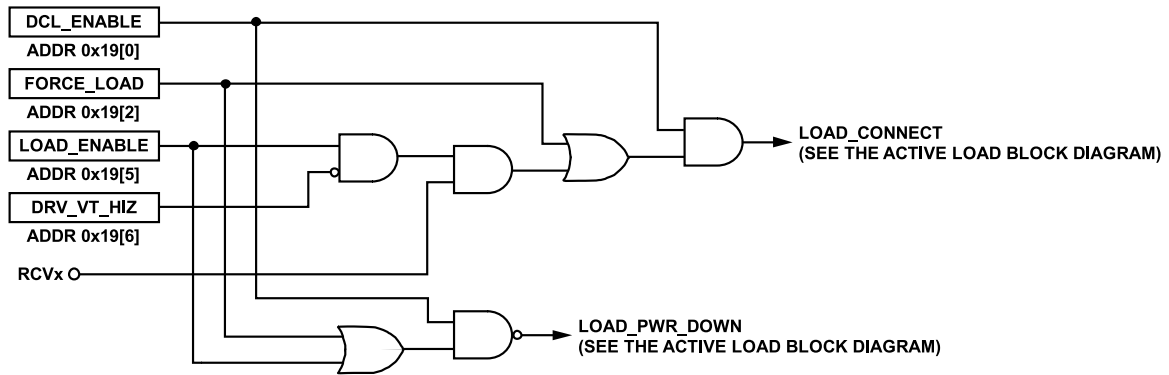 DCL_ENABLE
ADDR 0x19[0]
FORCE_LOAD
ADDR 0x19[2]
LOAD_ENABLE
ADDR 0x19[5]
DRV_VT_HIZ
ADDR 0x19[6]
RCVx
LOAD_CONNECT
(SEE THE ACTIVE LOAD BLOCK DIAGRAM)
LOAD_PWR_DOWN
(SEE THE ACTIVE LOAD BLOCK DIAGRAM)